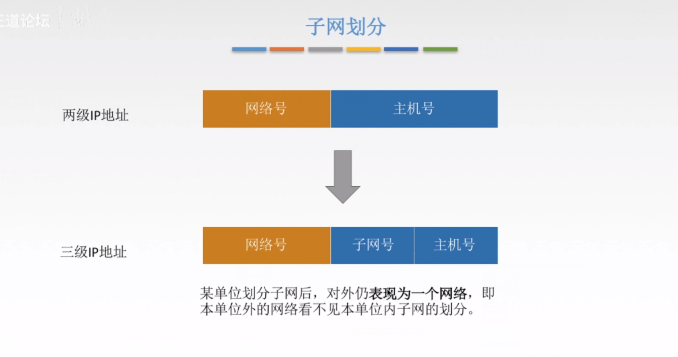 道论坛
子网划分
两级IP地址
网络号 主机号
三级IP地址
网络号 子网号 主机号
某单位划分子网后，对外仍表现为一个网络，即
本单位外的网络看不见本单位内子网的划分。